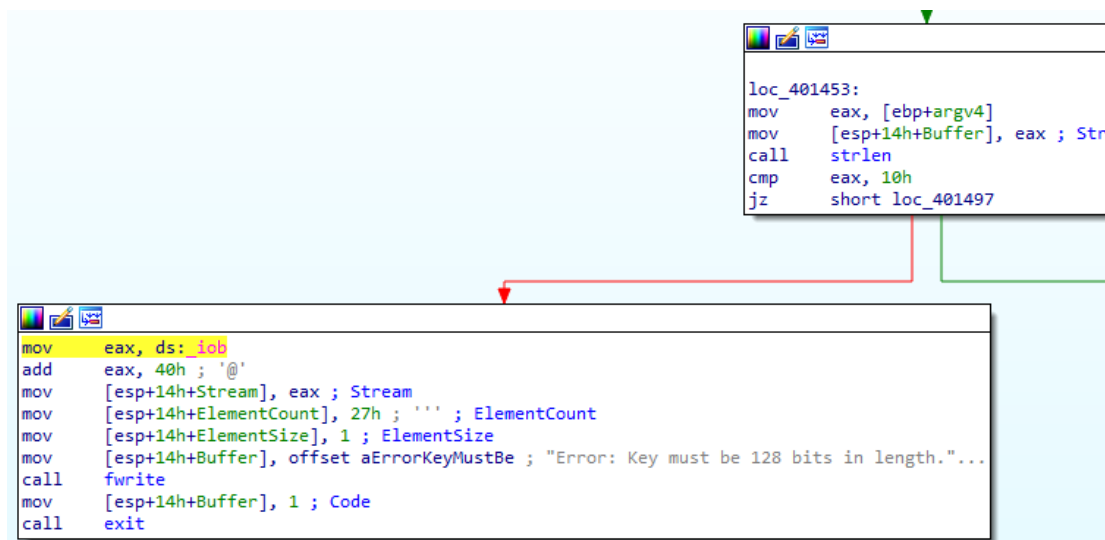 loc_401453:
mov eax, [ebp+argv4]
mov [esp+14h+Buffer], eax ; Str
call strlen
cmp eax, 10h
jz short loc_401497
mov eax, ds:_iob
add eax, 40h ; '@'
mov [esp+14h+Stream], eax ; Stream
mov [esp+14h+ElementCount], 27h ; ''' ; ElementCount
mov [esp+14h+ElementSize], 1 ; ElementSize
mov [esp+14h+Buffer], offset aErrorKeyMustBe ; "Error: Key must be 128 bits in length."...
call fwrite
mov [esp+14h+Buffer], 1 ; Code
call exit